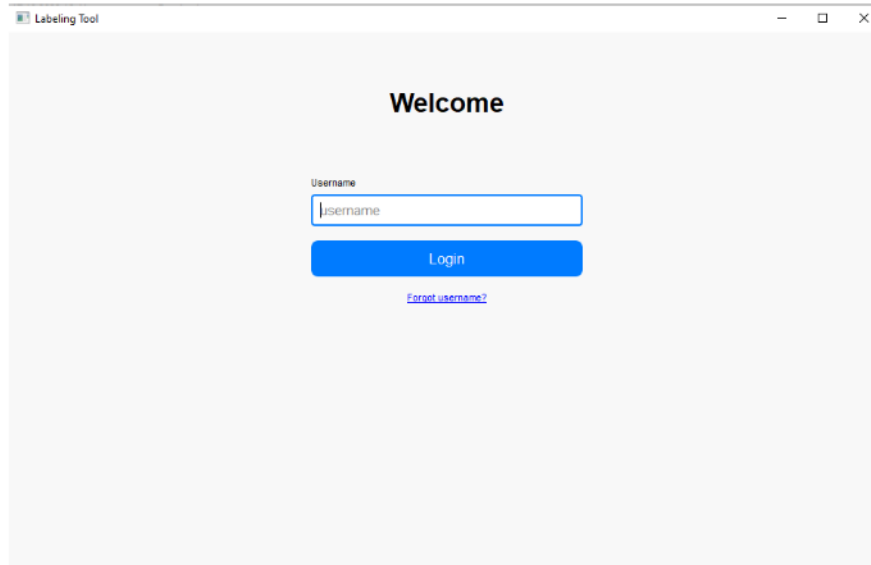 Labeling Tool
Welcome
Username
username
Login
Forgot username?